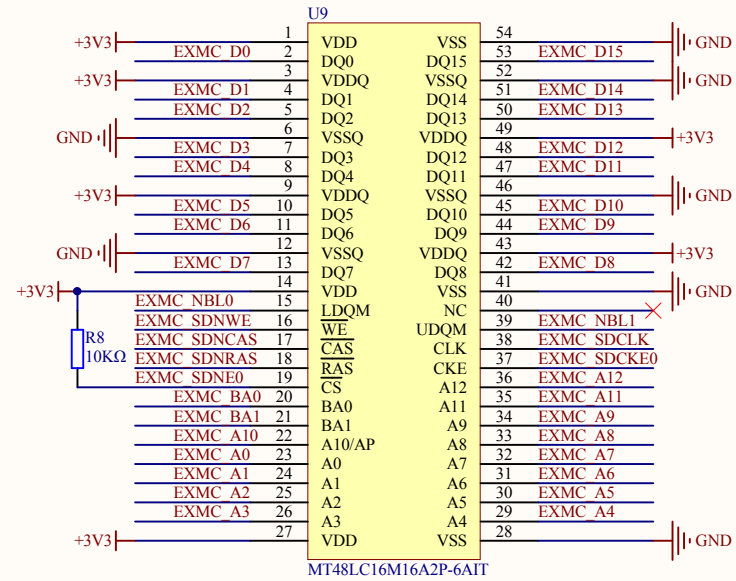 U9
+3V3 1 VDD VSS 54 GND
EXMC_D0 2 DQ0 DQ15 53 EXMC_D15
+3V3 3 VDDQ VSSQ 52 GND
EXMC_D1 4 DQ1 DQ14 51 EXMC_D14
EXMC_D2 5 DQ2 DQ13 50 EXMC_D13
GND 6 VSSQ VDDQ 49 +3V3
EXMC_D3 7 DQ3 DQ12 48 EXMC_D12
EXMC_D4 8 DQ4 DQ11 47 EXMC_D11
+3V3 9 VDDQ VSSQ 46 GND
EXMC_D5 10 DQ5 DQ10 45 EXMC_D10
EXMC_D6 11 DQ6 DQ9 44 EXMC_D9
GND 12 VSSQ VDDQ 43 +3V3
EXMC_D7 13 DQ7 DQ8 42 EXMC_D8
+3V3 14 VDD VSS 41 GND
EXMC_NBL0 15 LDQM NC 40
EXMC_SDNWE 16 WE UDQM 39 EXMC_NBL1
R8 EXMC_SDNCAS 17 CAS CLK 38 EXMC_SDCLK
10KΩ EXMC_SDNRAS 18 RAS CKE 37 EXMC_SDCKE0
EXMC_SDNE0 19 CS A12 36 EXMC_A12
EXMC_BA0 20 BA0 A11 35 EXMC_A11
EXMC_BA1 21 BA1 A9 34 EXMC_A9
EXMC_A10 22 A10/AP A8 33 EXMC_A8
EXMC_A0 23 A0 A7 32 EXMC_A7
EXMC_A1 24 A1 A6 31 EXMC_A6
EXMC_A2 25 A2 A5 30 EXMC_A5
EXMC_A3 26 A3 A4 29 EXMC_A4
+3V3 27 VDD VSS 28 GND
MT48LC16M16A2P-6AIT